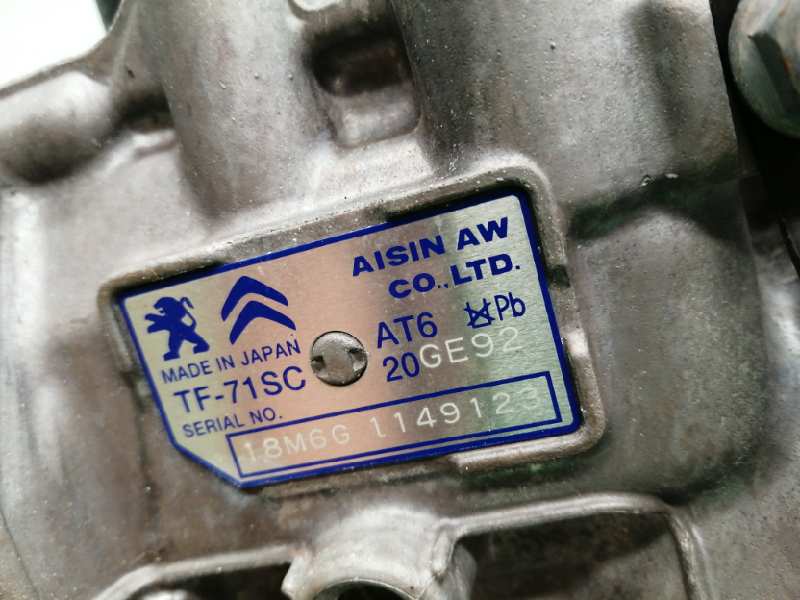 AISIN AW
CO.,LTD.
MADE IN JAPAN
AT6 Pb
TF-71SC
20GE92
SERIAL NO.
18M6G 1149123